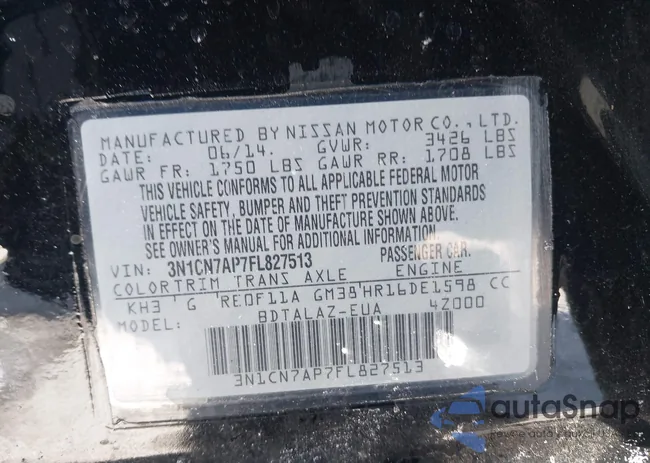 MANUFACTURED BY NISSAN MOTOR CO., LTD.
DATE: 06/14. GVWR: 3426 LBS
GAWR FR: 1750 LBS GAWR RR: 1708 LBS
THIS VEHICLE CONFORMS TO ALL APPLICABLE FEDERAL MOTOR
VEHICLE SAFETY, BUMPER AND THEFT PREVENTION STANDARDS
IN EFFECT ON THE DATE OF MANUFACTURE SHOWN ABOVE.
SEE OWNER'S MANUAL FOR ADDITIONAL INFORMATION.
VIN: 3N1CN7AP7FL827513 PASSENGER CAR.
COLOR TRIM TRANS AXLE ENGINE
KH3 ' G RE0F11A GM38'HR16DE1598 CC
MODEL: BDTALAZ-EUA 4Z000
3N1CN7AP7FL827513
autoSnap